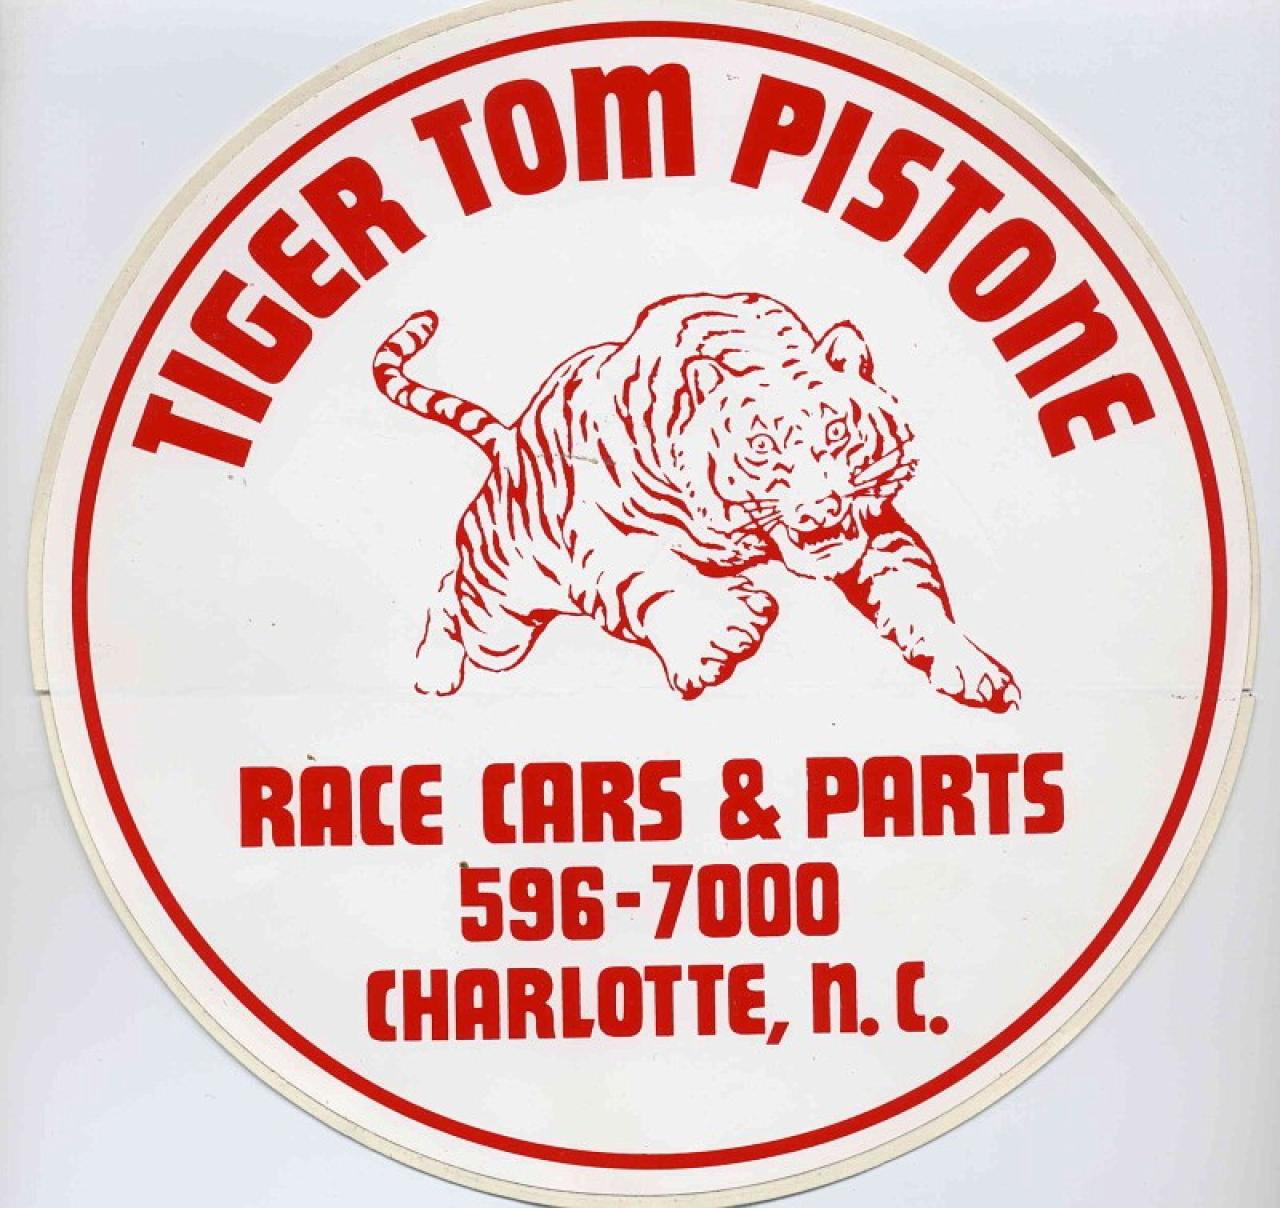 TIGER TOM PISTONE
RACE CARS & PARTS
596-7000
CHARLOTTE, N.C.